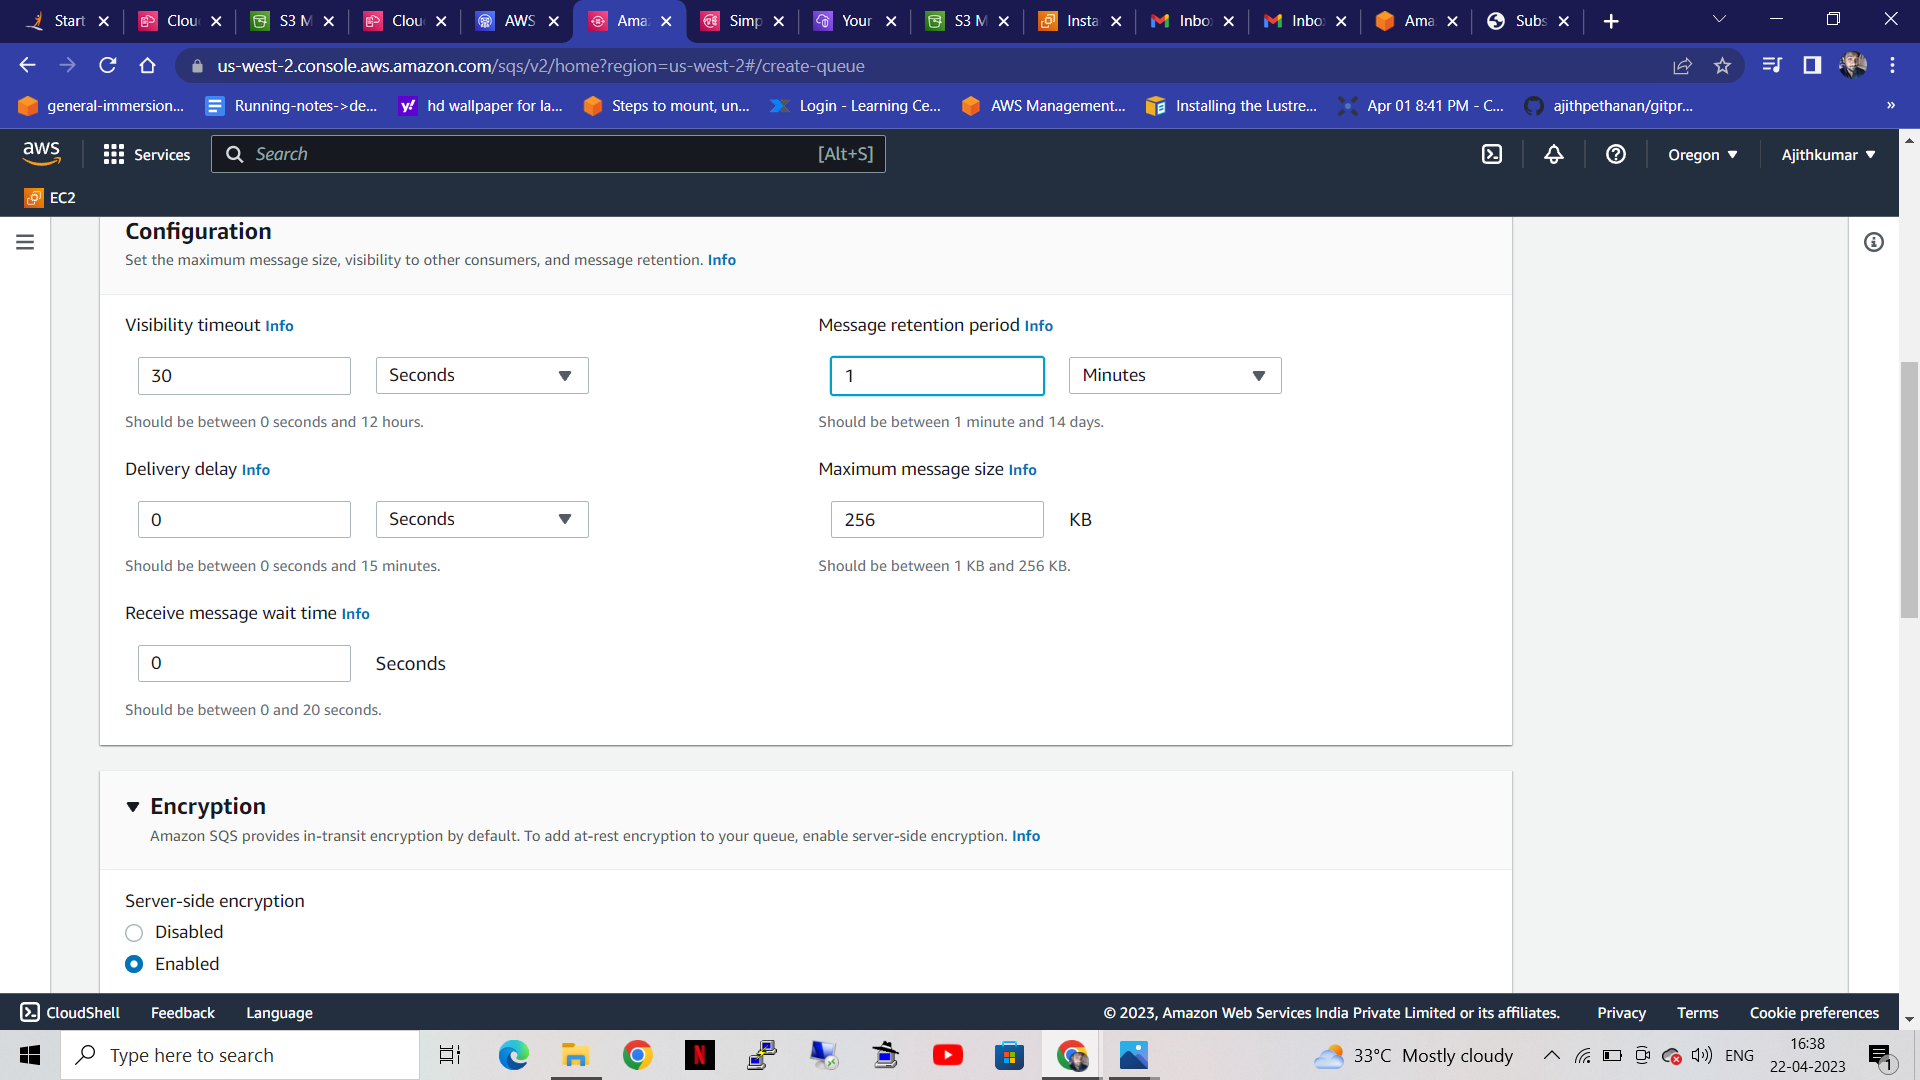 Start
Clou
S3 M
Clou
AWS
Ama
Simp
Your
S3 M
Insta
Inbo
Inbo
Ama
Subs
us-west-2.console.aws.amazon.com/sqs/v2/home?region=us-west-2#/create-queue
general-immersion...
Running-notes->de...
hd wallpaper for la...
Steps to mount, un...
Login - Learning Ce...
AWS Management...
Installing the Lustre...
Apr 01 8:41 PM - C...
ajithpethanan/gitpr...
»
aws
Services
Search
[Alt+S]
Oregon
Ajithkumar
EC2
Configuration
Set the maximum message size, visibility to other consumers, and message retention. Info
Visibility timeout Info
30
Seconds
Should be between 0 seconds and 12 hours.
Message retention period Info
1
Minutes
Should be between 1 minute and 14 days.
Delivery delay Info
0
Seconds
Should be between 0 seconds and 15 minutes.
Maximum message size Info
256
KB
Should be between 1 KB and 256 KB.
Receive message wait time Info
0
Seconds
Should be between 0 and 20 seconds.
Encryption
Amazon SQS provides in-transit encryption by default. To add at-rest encryption to your queue, enable server-side encryption. Info
Server-side encryption
Disabled
Enabled
CloudShell
Feedback
Language
© 2023, Amazon Web Services India Private Limited or its affiliates.
Privacy
Terms
Cookie preferences
Type here to search
N
33°C Mostly cloudy
ENG
16:38
22-04-2023
1